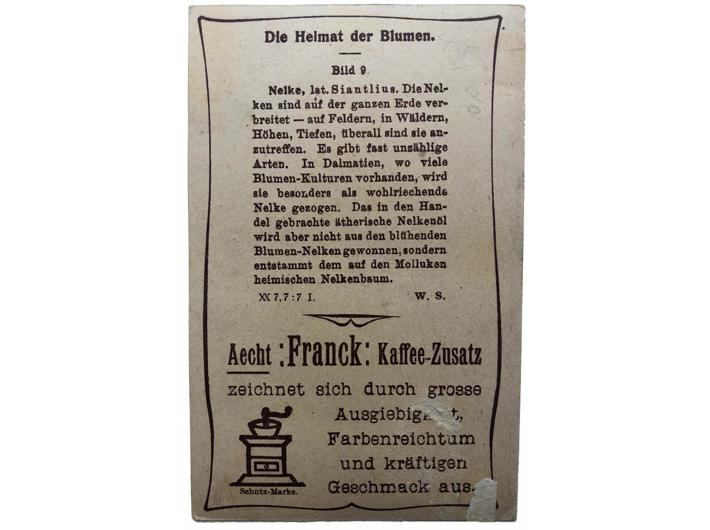 Die Heimat der Blumen.
Bild 9
Nelke, lat. Siantlius. Die Nel-
ken sind auf der ganzen Erde ver-
breitet — auf Feldern, in Wäldern,
Höhen, Tiefen, überall sind sie an-
zutreffen. Es gibt fast unzählige
Arten. In Dalmatien, wo viele
Blumen-Kulturen vorhanden, wird
sie besonders als wohlriechende
Nelke gezogen. Das in den Han-
del gebrachte ätherische Nelkenöl
wird aber nicht aus den blühenden
Blumen-Nelken gewonnen, sondern
entstammt dem auf den Molluken
heimischen Nelkenbaum.
XX 7,7:7 I. W. S.
Aecht :Franck: Kaffee-Zusatz
zeichnet sich durch grosse
Farbenreichtum
und kräftigen
Geschmack aus.
Schutz-Marke.